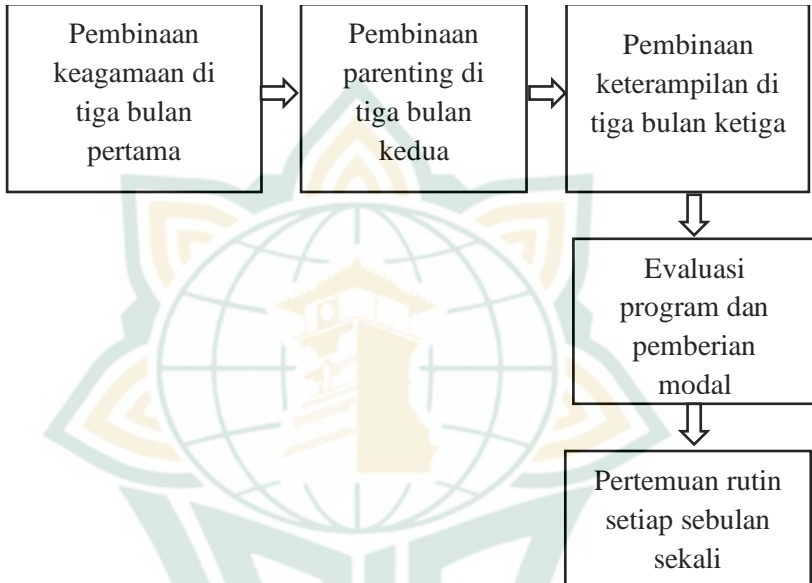 Pembinaan
keagamaan di
tiga bulan
pertama
Pembinaan
parenting di
tiga bulan
kedua
Pembinaan
keterampilan di
tiga bulan ketiga
Evaluasi
program dan
pemberian
modal
Pertemuan rutin
setiap sebulan
sekali